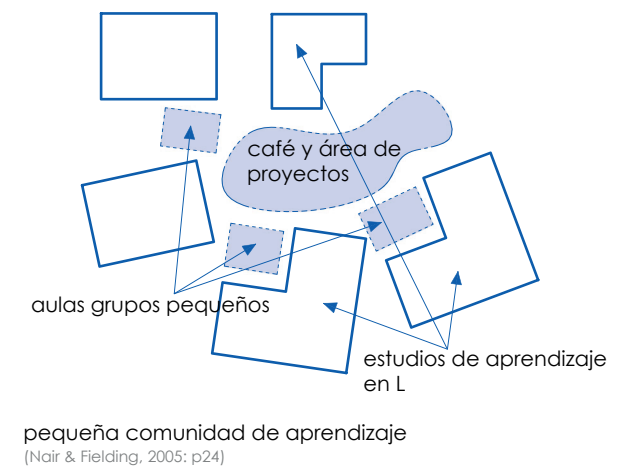 café y área de
proyectos
aulas grupos pequeños
estudios de aprendizaje
en L
pequeña comunidad de aprendizaje
(Nair & Fielding, 2005: p24)